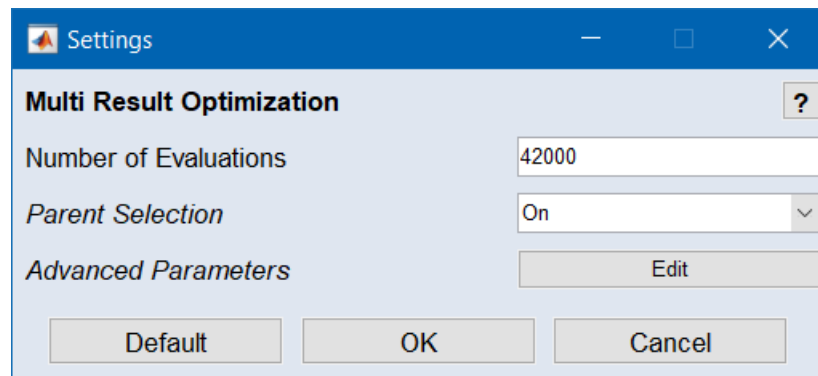 Settings
Multi Result Optimization ?
Number of Evaluations 42000
Parent Selection On
Advanced Parameters Edit
Default OK Cancel